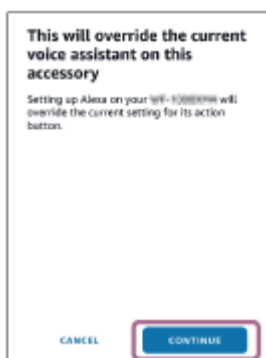 This will override the current
voice assistant on this
accessory
Setting up Alexa on your will
override the current setting for its action
button.
CANCEL CONTINUE